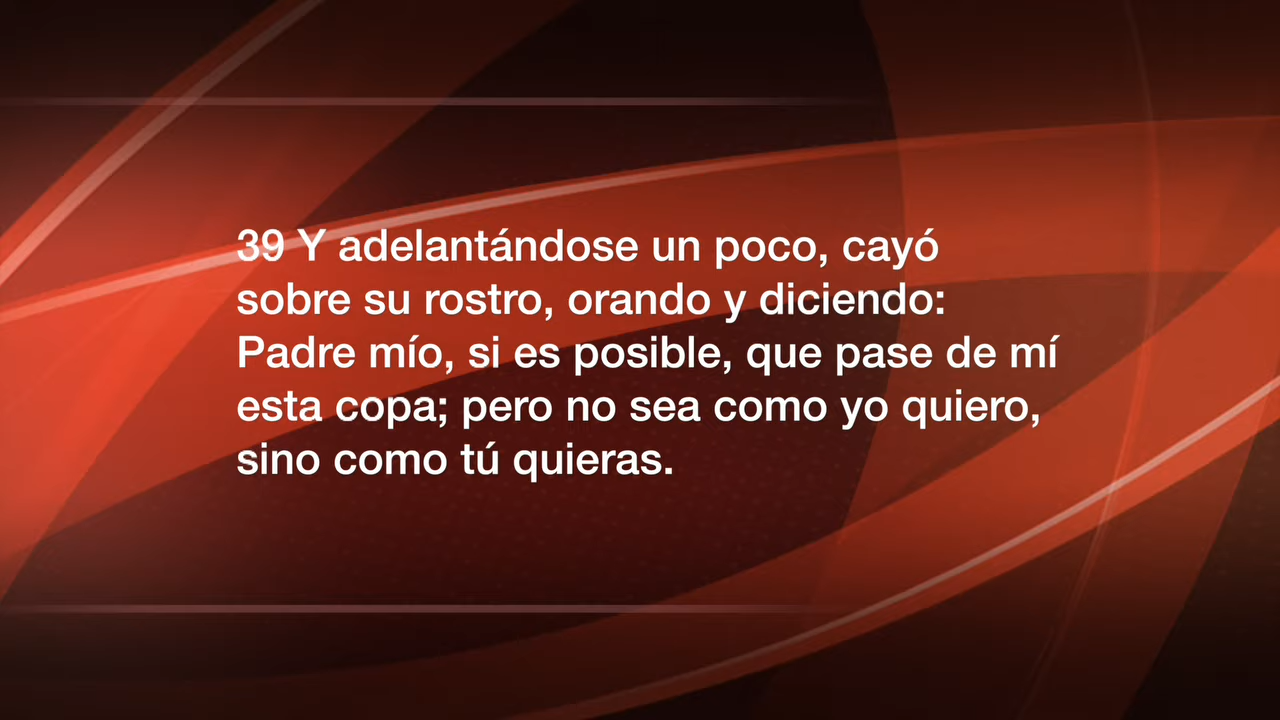 39 Y adelantándose un poco, cayó
sobre su rostro, orando y diciendo:
Padre mío, si es posible, que pase de mí
esta copa; pero no sea como yo quiero,
sino como tú quieras.